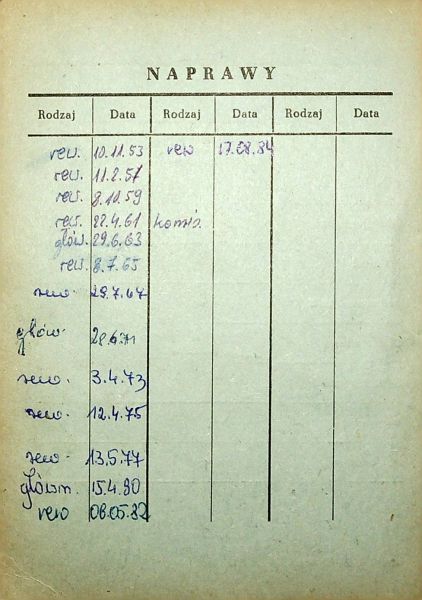 NAPRAWY
Rodzaj Data Rodzaj Data Rodzaj Data
rew. 10.11.53 rew 17.08.84
rew. 11.2.57
rew. 8.10.59
rew. 22.4.61 komis.
głów. 29.6.63
rew. 8.7.65
rew. 29.7.67
głów. 28.6.71
rew. 3.4.73
rew. 12.4.75
rew. 13.5.77
główn. 15.4.80
rew 06.05.82